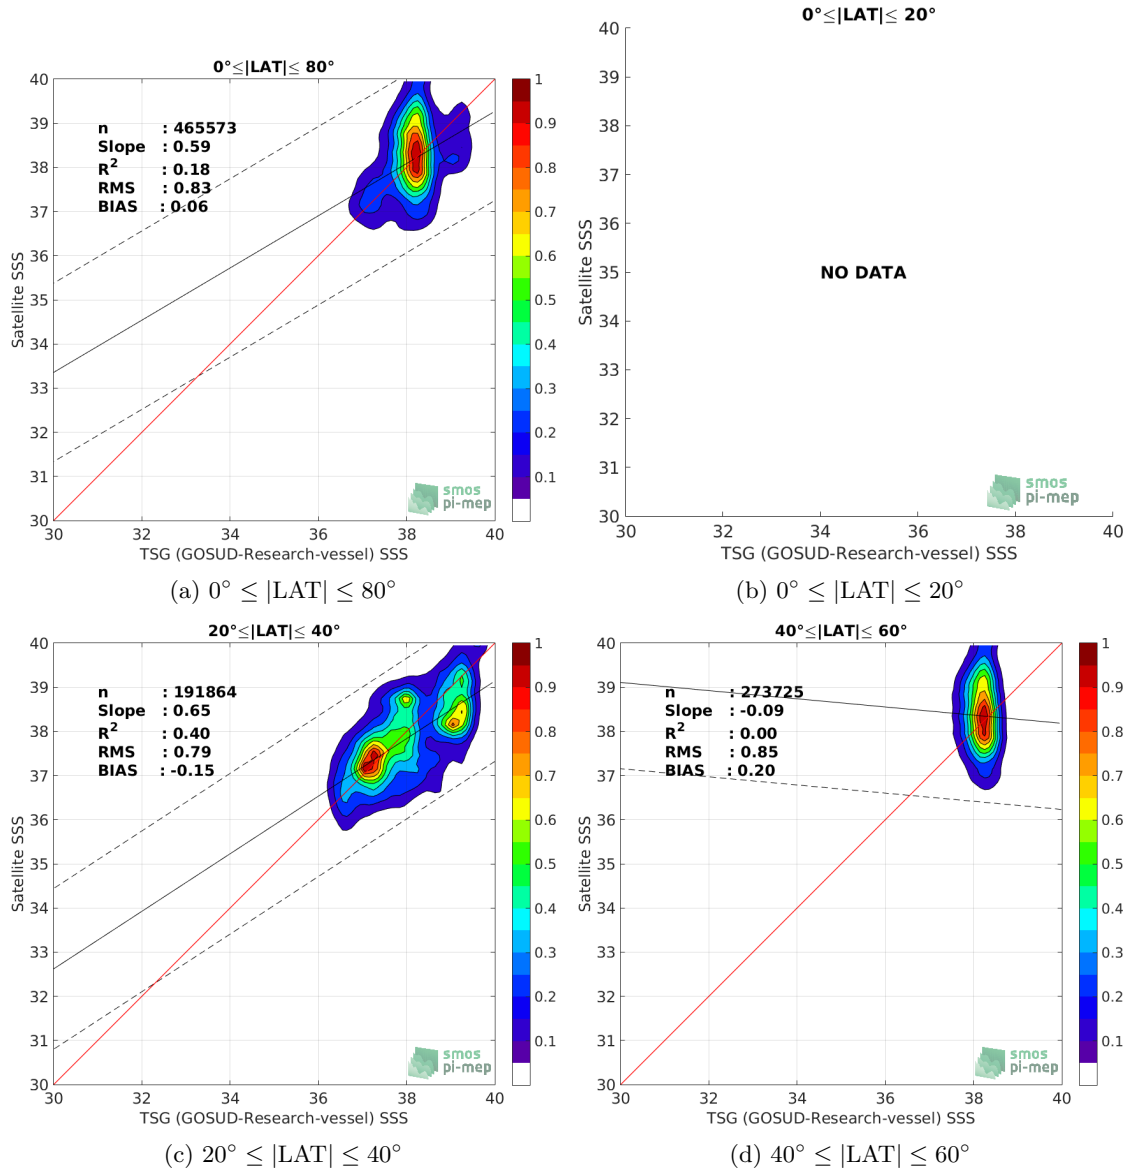 0°≤|LAT|≤ 80°
40
39
38
37
36
35
34
33
32
31
30
Satellite SSS
n : 465573
Slope : 0.59
R2 : 0.18
RMS : 0.83
BIAS : 0.06
smos
pi-mep
30 32 34 36 38 40
TSG (GOSUD-Research-vessel) SSS
1
0.9
0.8
0.7
0.6
0.5
0.4
0.3
0.2
0.1
(a) 0° ≤ |LAT| ≤ 80°
0°≤|LAT|≤ 20°
40
39
38
37
36
35
34
33
32
31
30
Satellite SSS
NO DATA
smos
pi-mep
30 32 34 36 38 40
TSG (GOSUD-Research-vessel) SSS
(b) 0° ≤ |LAT| ≤ 20°
20°≤|LAT|≤ 40°
40
39
38
37
36
35
34
33
32
31
30
Satellite SSS
n : 191864
Slope : 0.65
R2 : 0.40
RMS : 0.79
BIAS : -0.15
smos
pi-mep
30 32 34 36 38 40
TSG (GOSUD-Research-vessel) SSS
1
0.9
0.8
0.7
0.6
0.5
0.4
0.3
0.2
0.1
(c) 20° ≤ |LAT| ≤ 40°
40°≤|LAT|≤ 60°
40
39
38
37
36
35
34
33
32
31
30
Satellite SSS
n : 273725
Slope : -0.09
R2 : 0.00
RMS : 0.85
BIAS : 0.20
smos
pi-mep
30 32 34 36 38 40
TSG (GOSUD-Research-vessel) SSS
1
0.9
0.8
0.7
0.6
0.5
0.4
0.3
0.2
0.1
(d) 40° ≤ |LAT| ≤ 60°